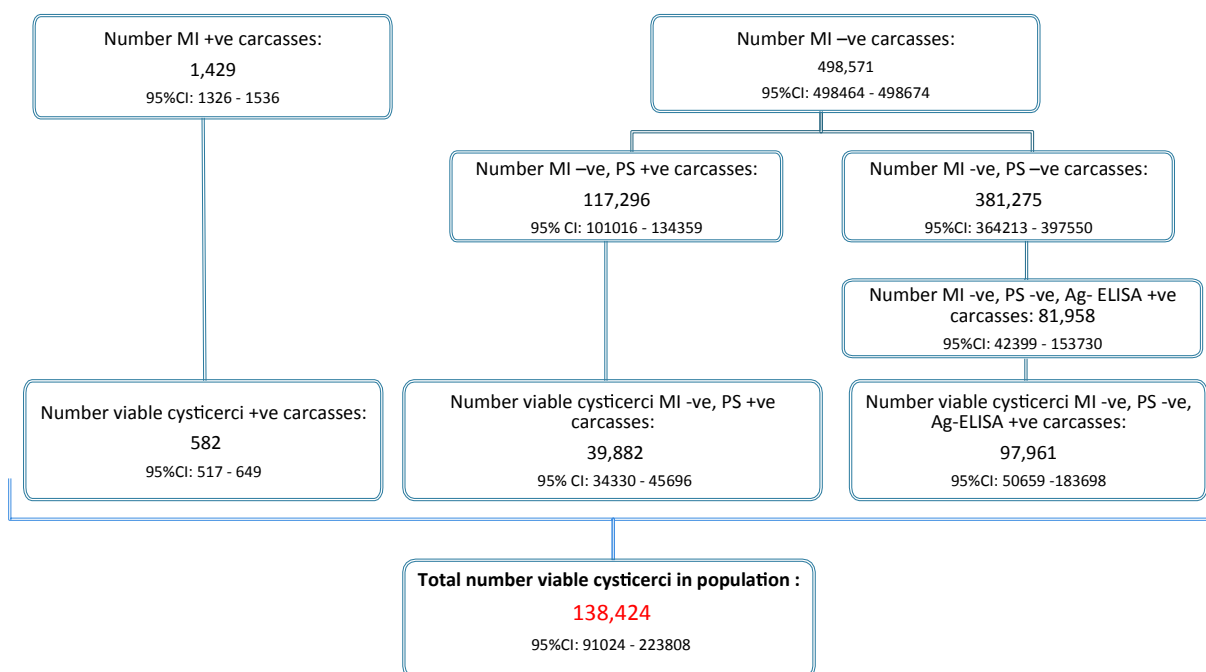 Number MI +ve carcasses:
1,429
95%CI: 1326 - 1536
Number MI –ve carcasses:
498,571
95%CI: 498464 - 498674
Number MI –ve, PS +ve carcasses:
117,296
95% CI: 101016 - 134359
Number MI -ve, PS –ve carcasses:
381,275
95%CI: 364213 - 397550
Number MI -ve, PS -ve, Ag- ELISA +ve
carcasses: 81,958
95%CI: 42399 - 153730
Number viable cysticerci +ve carcasses:
582
95%CI: 517 - 649
Number viable cysticerci MI -ve, PS +ve
carcasses:
39,882
95% CI: 34330 - 45696
Number viable cysticerci MI -ve, PS -ve,
Ag-ELISA +ve carcasses:
97,961
95%CI: 50659 -183698
Total number viable cysticerci in population :
138,424
95%CI: 91024 - 223808